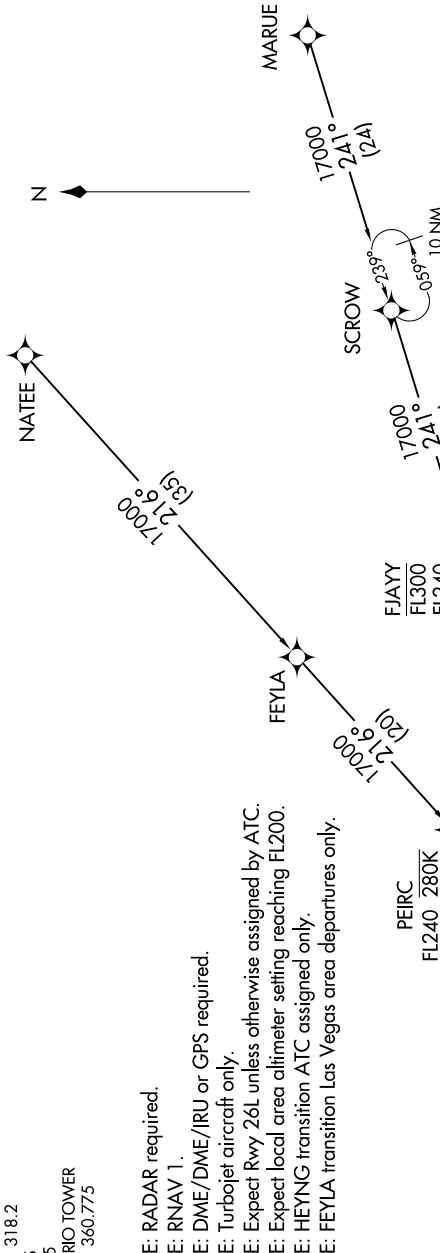 318.2
5
5
RIO TOWER
360.775
E: RADAR required.
E: RNAV 1.
E: DME/DME/IRU or GPS required.
E: Turbojet aircraft only.
E: Expect Rwy 26L unless otherwise assigned by ATC.
E: Expect local area altimeter setting reaching FL200.
E: HEYNG transition ATC assigned only.
E: FEYLA transition Las Vegas area departures only.
N
NATEE
17000
216°
(35)
FEYLA
17000
216°
(20)
PEIRC
FL240 280K
MARUE
17000
241°
(24)
SCROW
239°
059°
10 NM
17000
241°
FJAYY
FL300
FL240